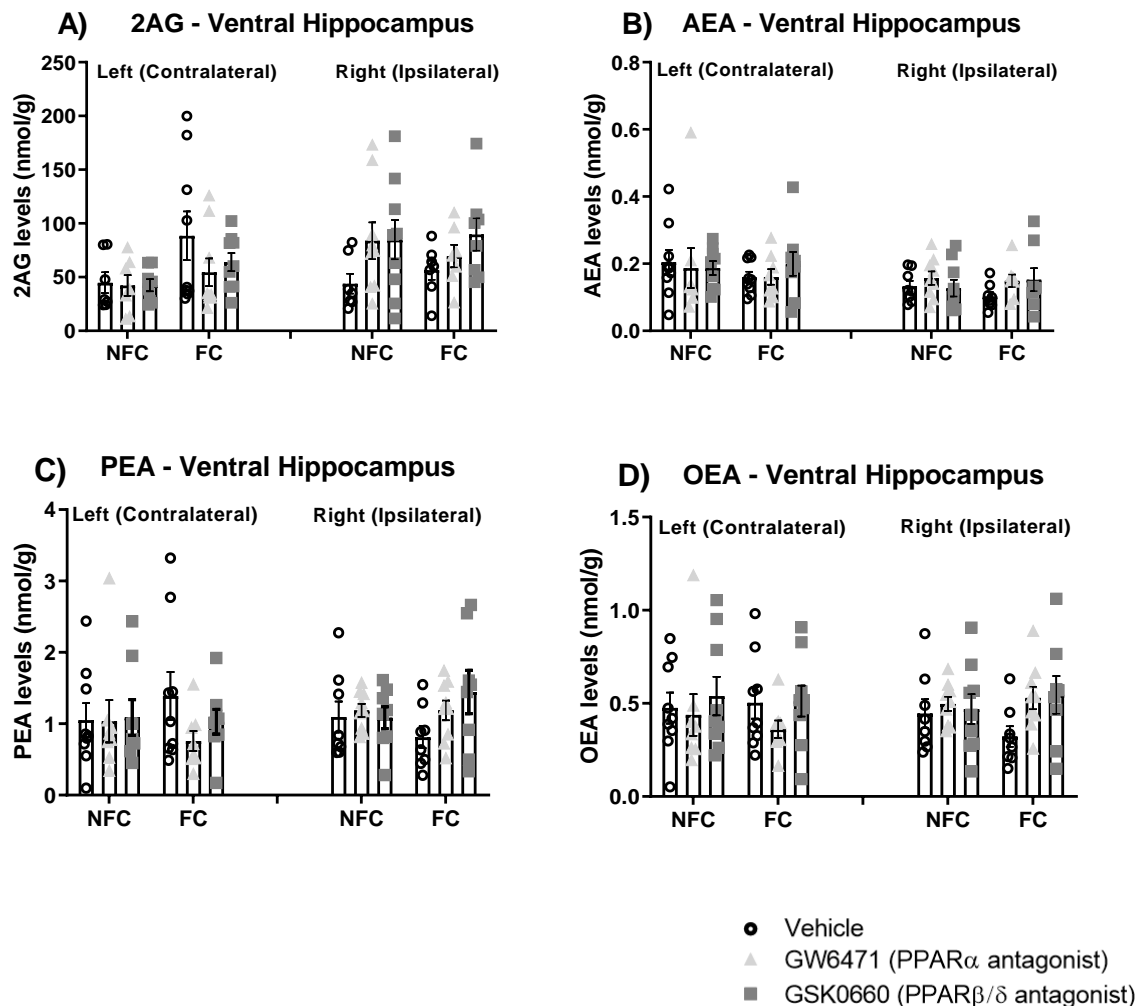 A) 2AG - Ventral Hippocampus
2AG levels (nmol/g)
250
200
150
100
50
0
Left (Contralateral)
Right (Ipsilateral)
NFC
FC
NFC
FC
B) AEA - Ventral Hippocampus
AEA levels (nmol/g)
0.8
0.6
0.4
0.2
0.0
Left (Contralateral)
Right (Ipsilateral)
NFC
FC
NFC
FC
C) PEA - Ventral Hippocampus
PEA levels (nmol/g)
4
3
2
1
0
Left (Contralateral)
Right (Ipsilateral)
NFC
FC
NFC
FC
D) OEA - Ventral Hippocampus
OEA levels (nmol/g)
1.5
1.0
0.5
0.0
Left (Contralateral)
Right (Ipsilateral)
NFC
FC
NFC
FC
Vehicle
GW6471 (PPARα antagonist)
GSK0660 (PPARβ/δ antagonist)